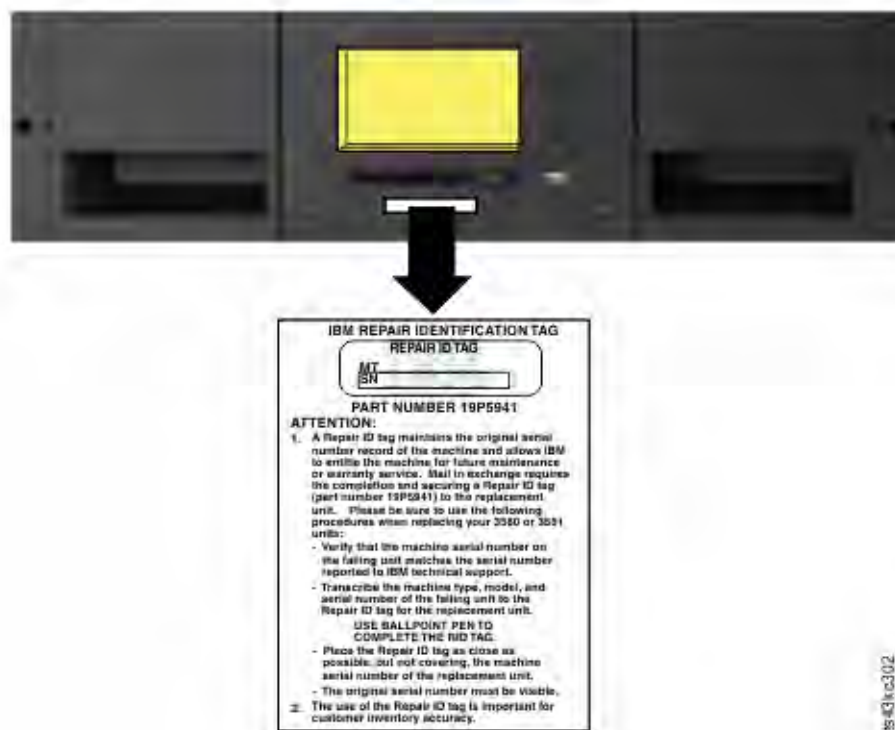 IBM REPAIR IDENTIFICATION TAG
REPAIR ID TAG
MT
SN
PART NUMBER 19P5941
ATTENTION:
1. A Repair ID tag maintains the original serial
number record of the machine and allows IBM
to entitle the machine for future maintenance
or warranty service. Mail in exchange requires
the completion and securing a Repair ID tag
(part number 19P5941) to the replacement
unit. Please be sure to use the following
procedures when replacing your 3580 or 3581
units:
- Verify that the machine serial number on
the failing unit matches the serial number
reported to IBM technical support.
- Transcribe the machine type, model, and
serial number of the failing unit to the
Repair ID tag for the replacement unit.
USE BALLPOINT PEN TO
COMPLETE THE RID TAG.
- Place the Repair ID tag as close as
possible, but not covering, the machine
serial number of the replacement unit.
- The original serial number must be visible.
2. The use of the Repair ID tag is important for
customer inventory accuracy.
ts43kc302